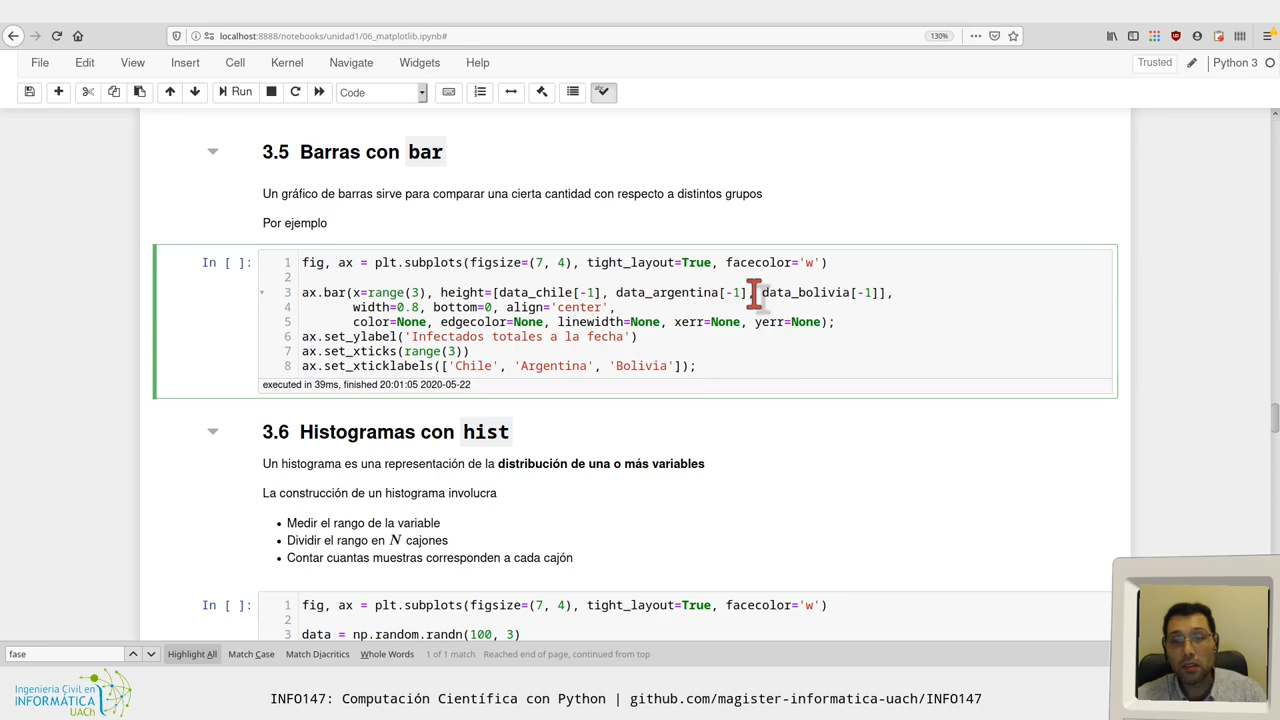 localhost:8888/notebooks/unidad1/06_matplotlib.ipynb#
130%
File Edit View Insert Cell Kernel Navigate Widgets Help
Trusted Python 3
Run Code
3.5 Barras con bar
Un gráfico de barras sirve para comparar una cierta cantidad con respecto a distintos grupos
Por ejemplo
In [ ]:
1 fig, ax = plt.subplots(figsize=(7, 4), tight_layout=True, facecolor='w')
2
3 ax.bar(x=range(3), height=[data_chile[-1], data_argentina[-1], data_bolivia[-1]],
4 width=0.8, bottom=0, align='center',
5 color=None, edgecolor=None, linewidth=None, xerr=None, yerr=None);
6 ax.set_ylabel('Infectados totales a la fecha')
7 ax.set_xticks(range(3))
8 ax.set_xticklabels(['Chile', 'Argentina', 'Bolivia']);
executed in 39ms, finished 20:01:05 2020-05-22
3.6 Histogramas con hist
Un histograma es una representación de la distribución de una o más variables
La construcción de un histograma involucra
• Medir el rango de la variable
• Dividir el rango en N cajones
• Contar cuantas muestras corresponden a cada cajón
In [ ]:
1 fig, ax = plt.subplots(figsize=(7, 4), tight_layout=True, facecolor='w')
2
3 data = np.random.randn(100, 3)
fase Highlight All Match Case Match Diacritics Whole Words 1 of 1 match Reached end of page, continued from top
Ingeniería Civil en
INFORMÁTICA
UACh
INFO147: Computación Científica con Python | github.com/magister-informatica-uach/INFO147